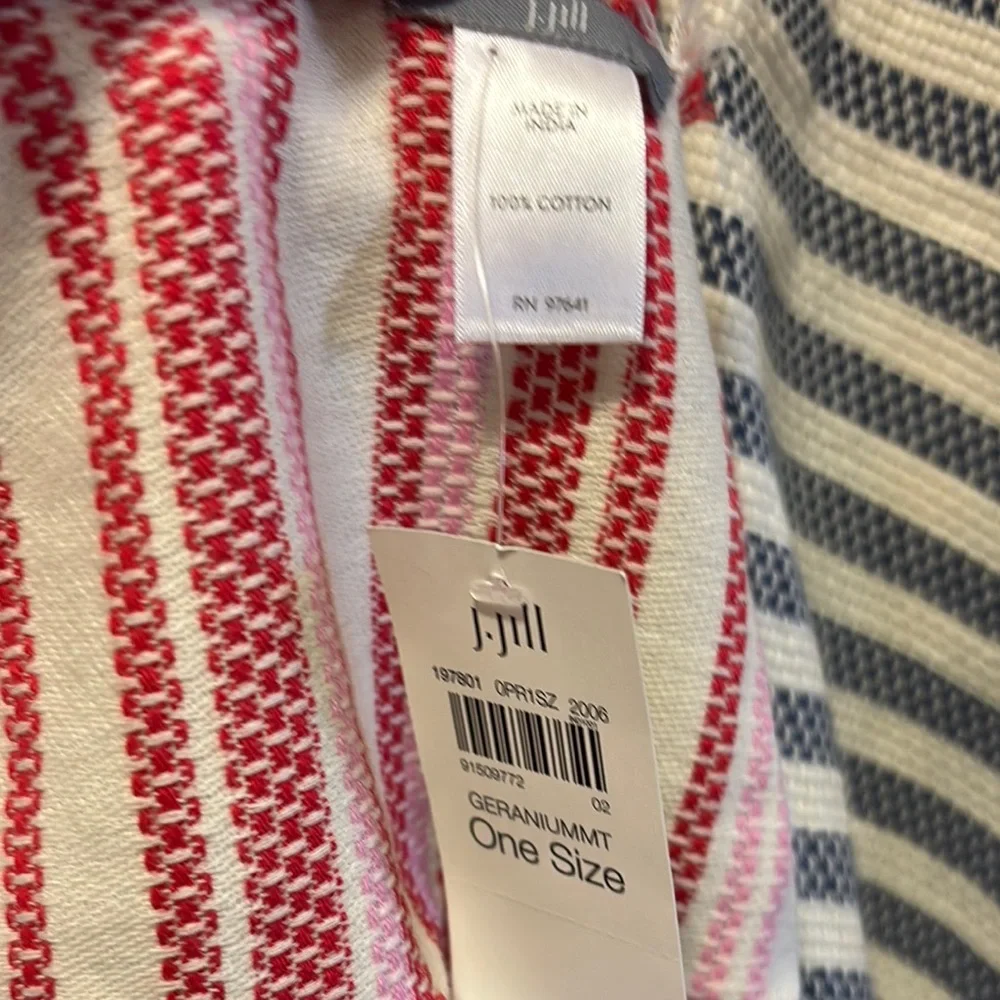 j.jill
MADE IN
INDIA
100% COTTON
RN 97641
j.jill
197801 0PR1SZ 2006
91509772 02
GERANIUMMT
One Size